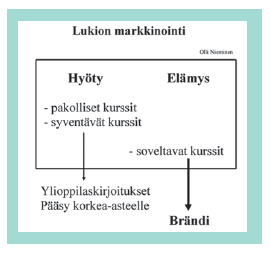 Lukion markkinointi
Olli Nieminen
Hyöty Elämys
- pakolliset kurssit
- syventävät kurssit
- soveltavat kurssit
Ylioppilaskirjoitukset
Pääsy korkea-asteelle
Brändi